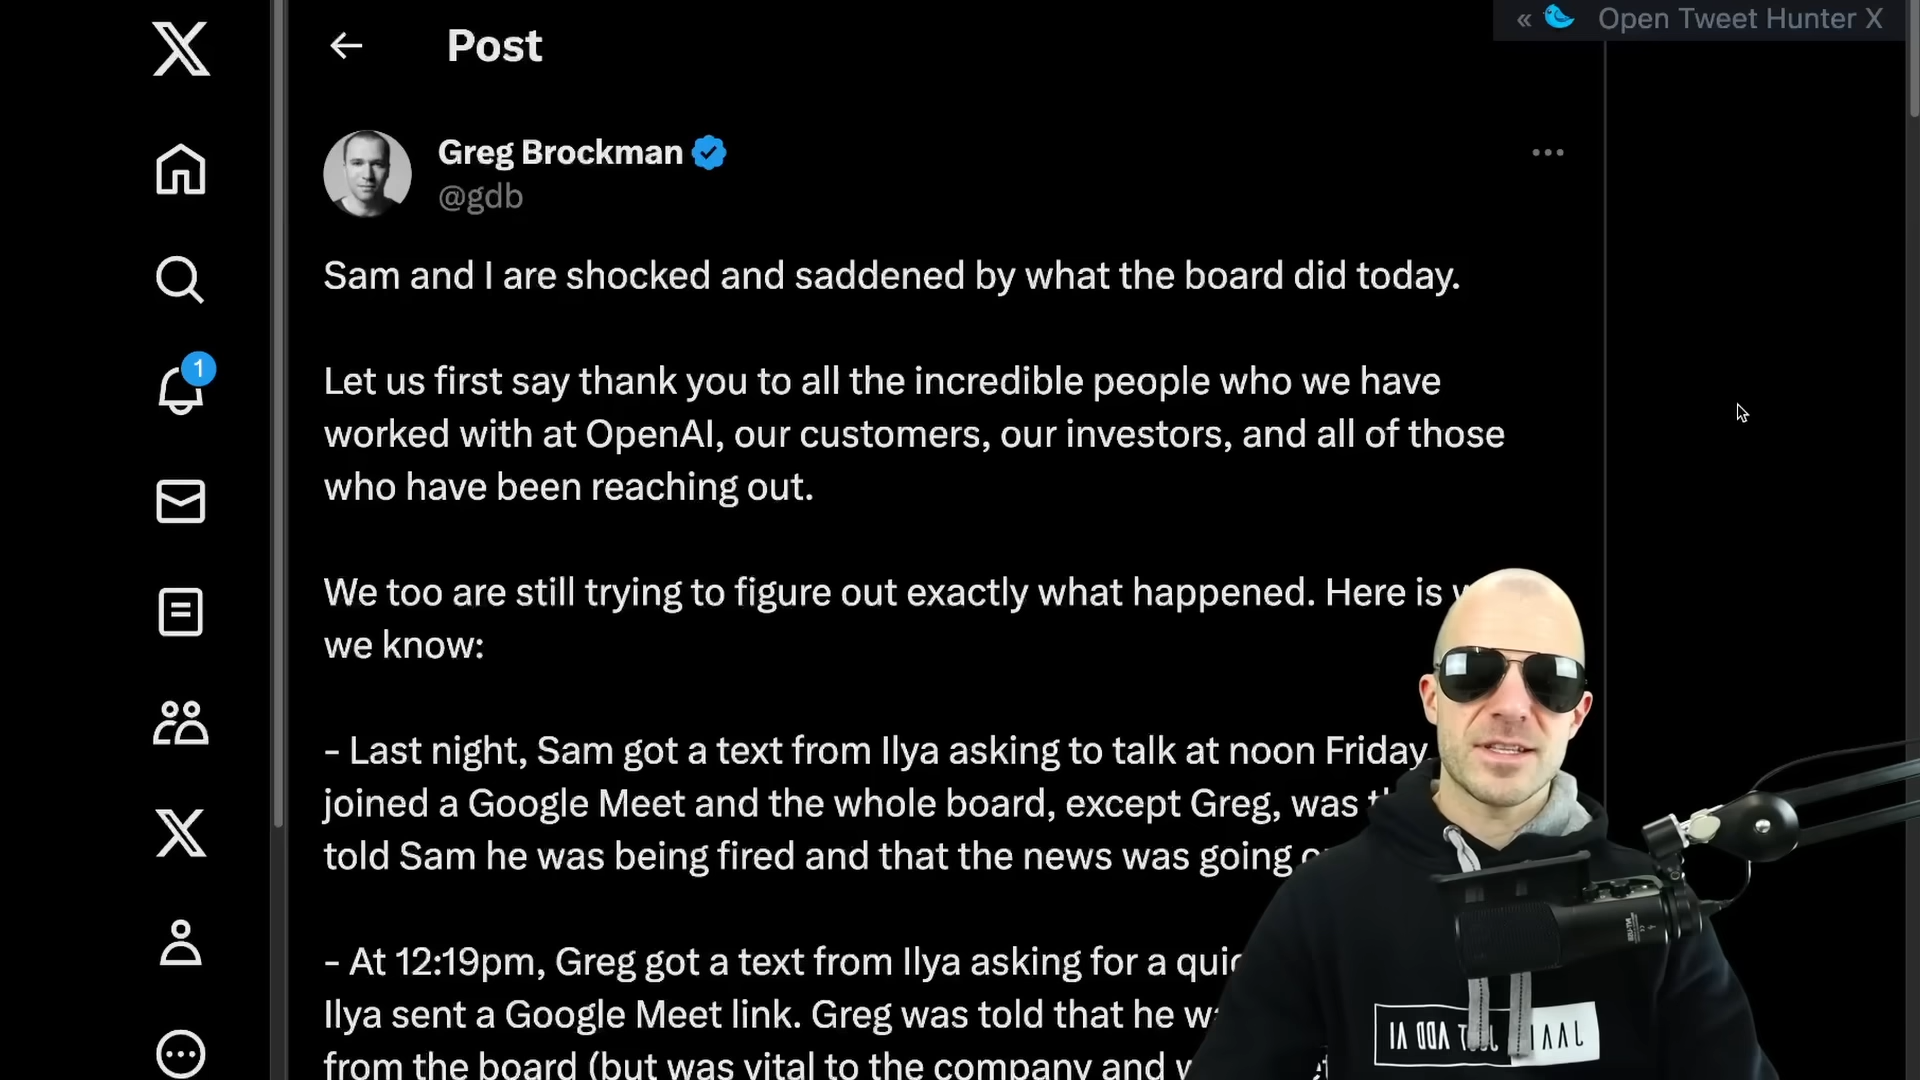 « Open Tweet Hunter X
Post
Greg Brockman
@gdb
Sam and I are shocked and saddened by what the board did today.
Let us first say thank you to all the incredible people who we have
worked with at OpenAI, our customers, our investors, and all of those
who have been reaching out.
We too are still trying to figure out exactly what happened. Here is
we know:
- Last night, Sam got a text from Ilya asking to talk at noon Friday
joined a Google Meet and the whole board, except Greg, was
told Sam he was being fired and that the news was going
- At 12:19pm, Greg got a text from Ilya asking for a
Ilya sent a Google Meet link. Greg was told that he
from the board (but was vital to the company and
1